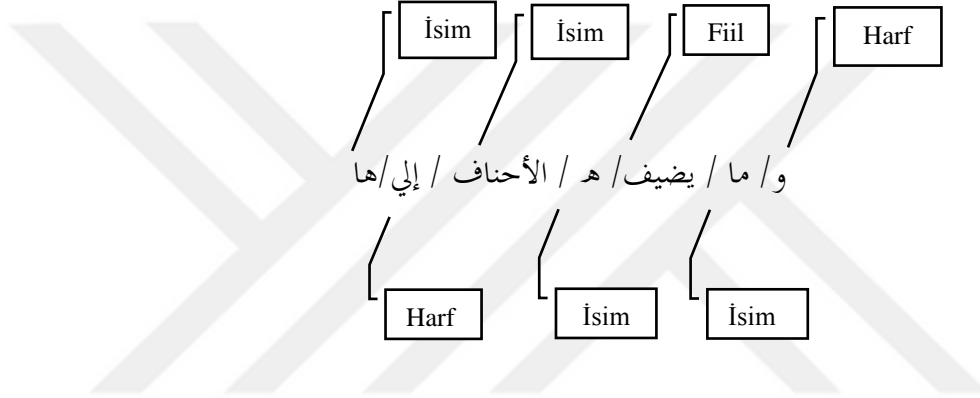 İsim İsim Fiil Harf
و/ ما / يضيف/ ه / الأحناف / إلي/ها
Harf İsim İsim